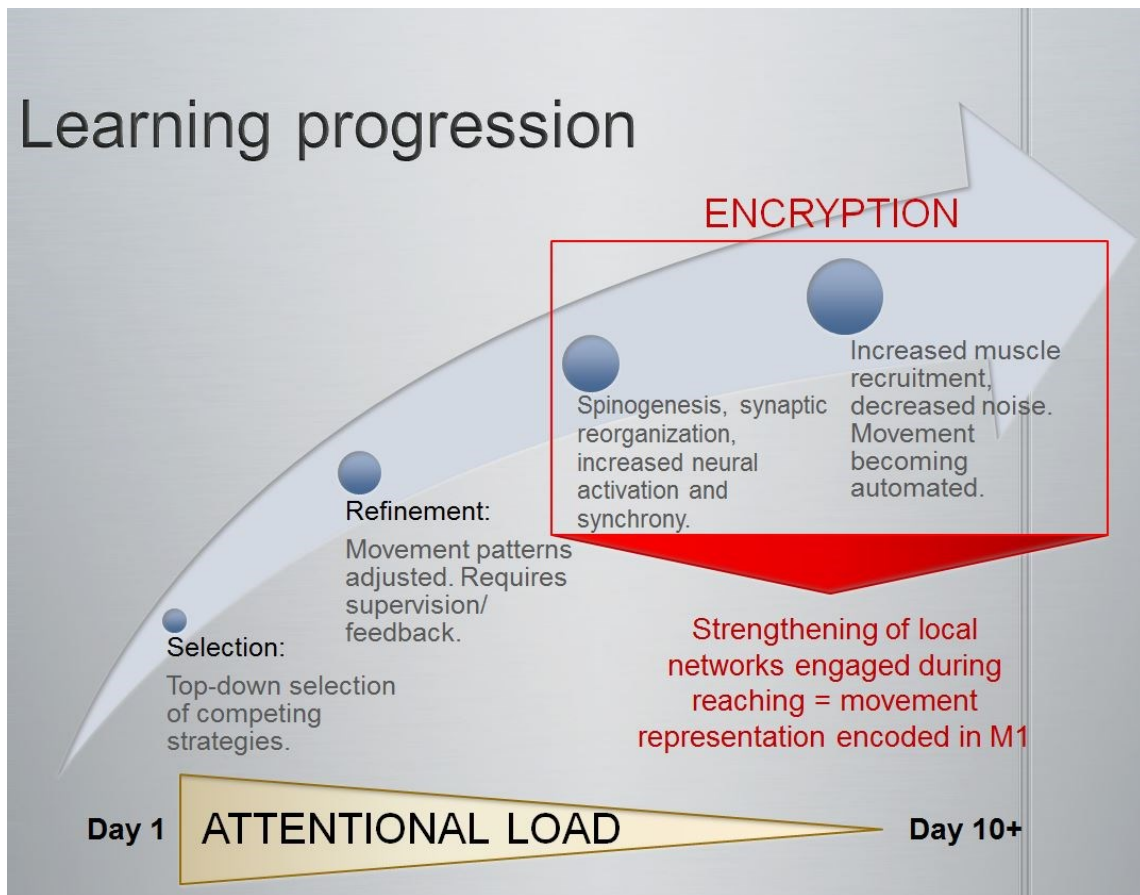 Learning progression
ENCRYPTION
Increased muscle
recruitment,
decreased noise.
Movement
becoming
automated.
Spinogenesis, synaptic
reorganization,
increased neural
activation and
synchrony.
Refinement:
Movement patterns
adjusted. Requires
supervision/
feedback.
Selection:
Top-down selection
of competing
strategies.
Strengthening of local
networks engaged during
reaching = movement
representation encoded in M1
Day 1
ATTENTIONAL LOAD
Day 10+